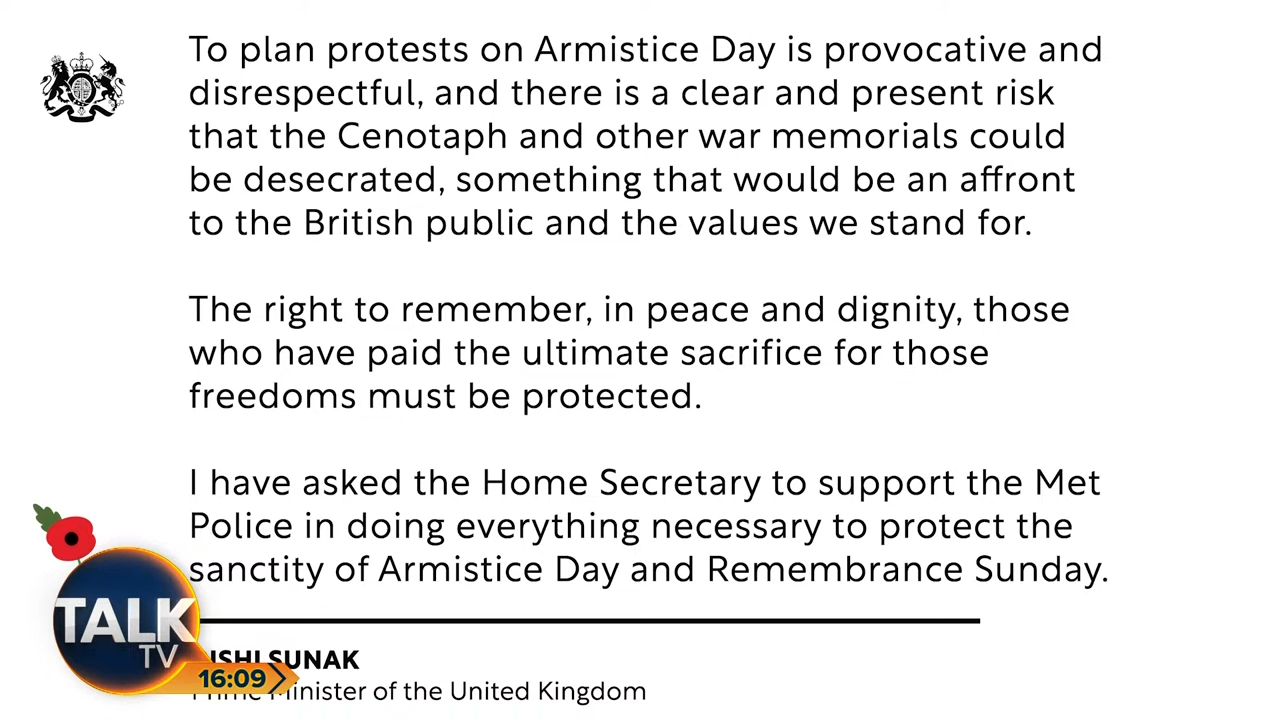 To plan protests on Armistice Day is provocative and
disrespectful, and there is a clear and present risk
that the Cenotaph and other war memorials could
be desecrated, something that would be an affront
to the British public and the values we stand for.
The right to remember, in peace and dignity, those
who have paid the ultimate sacrifice for those
freedoms must be protected.
I have asked the Home Secretary to support the Met
Police in doing everything necessary to protect the
sanctity of Armistice Day and Remembrance Sunday.
TALK
TV
16:09
SUNAK
Minister of the United Kingdom